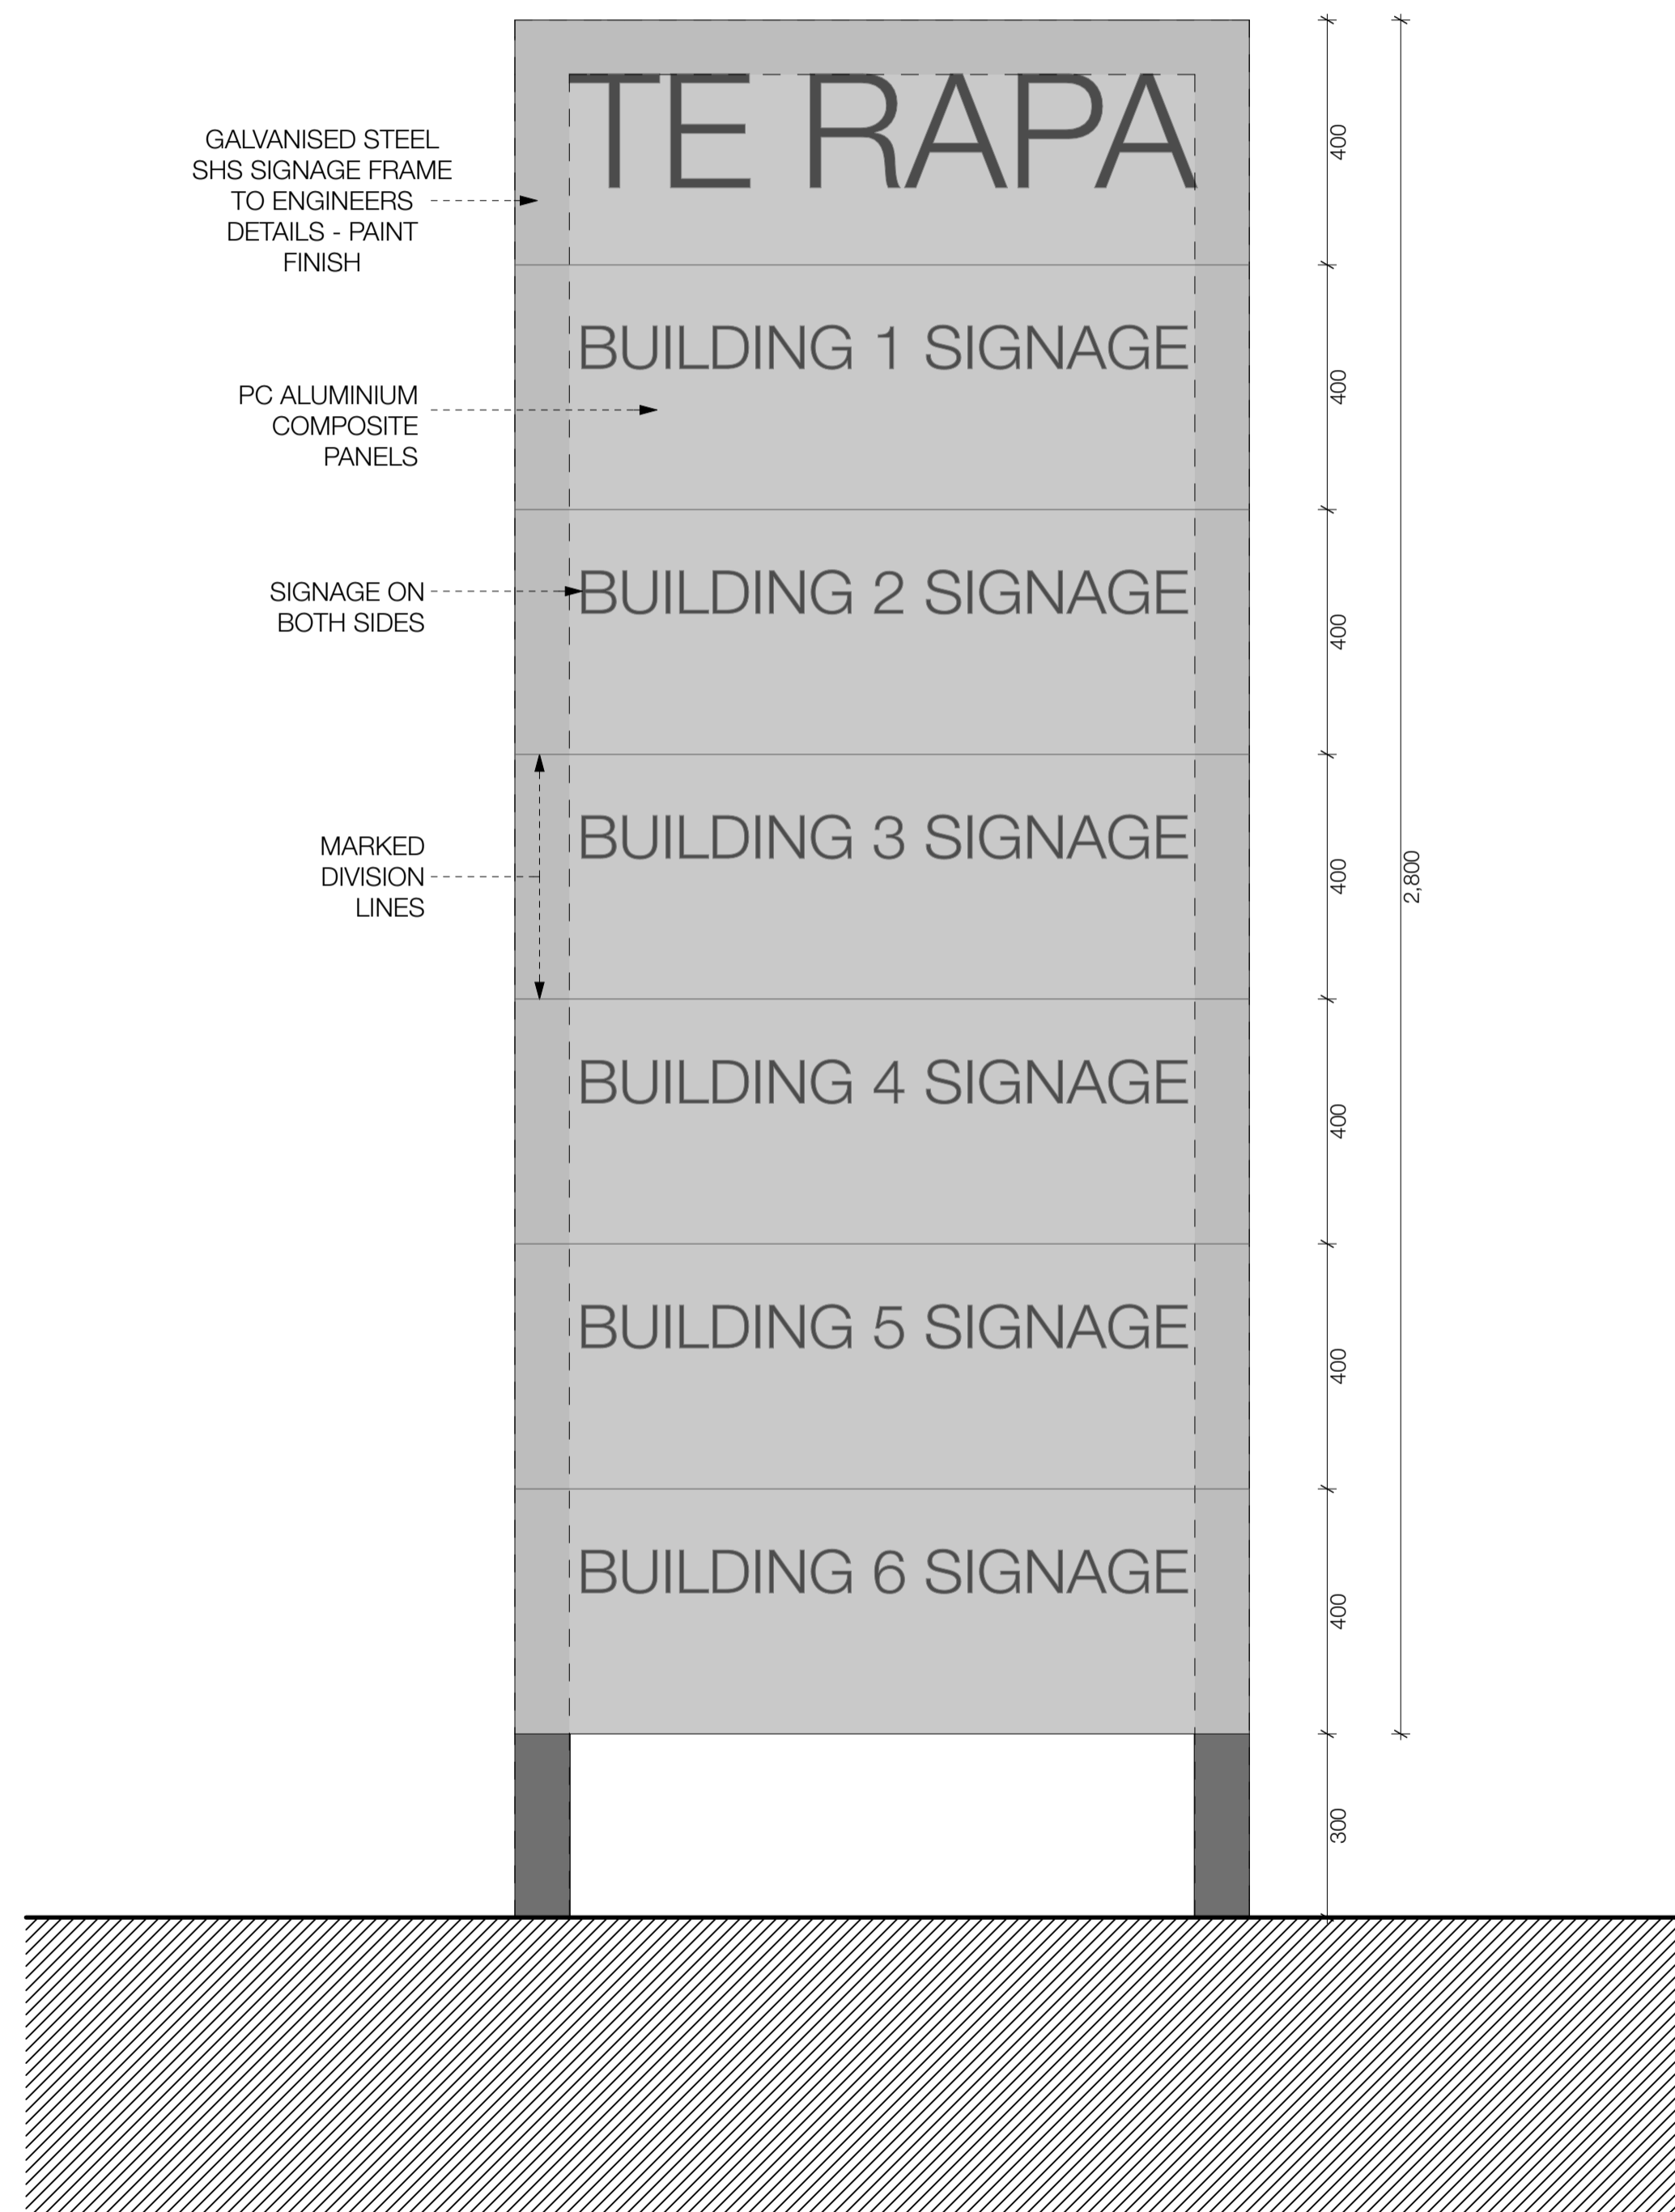 TE RAPA
GALVANISED STEEL
SHS SIGNAGE FRAME
TO ENGINEERS
DETAILS - PAINT
FINISH
400
BUILDING 1 SIGNAGE
PC ALUMINIUM
COMPOSITE
PANELS
400
BUILDING 2 SIGNAGE
SIGNAGE ON
BOTH SIDES
400
BUILDING 3 SIGNAGE
MARKED
DIVISION
LINES
400
2,800
BUILDING 4 SIGNAGE
400
BUILDING 5 SIGNAGE
400
BUILDING 6 SIGNAGE
400
300